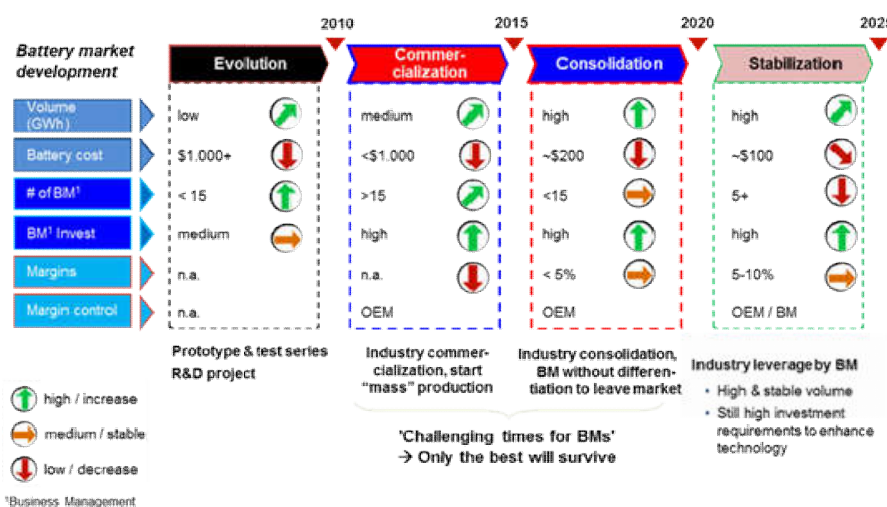 2010 2015 2020 2025
Battery market
development
Evolution
Commer-
cialization
Consolidation
Stabilization
Volume
(GWh)
low
medium
high
high
Battery cost
$1.000+
<$1.000
~$200
~$100
# of BM1
< 15
>15
<15
5+
BM1 Invest
medium
high
high
high
Margins
n.a.
n.a.
< 5%
5-10%
Margin control
n.a.
OEM
OEM
OEM / BM
Prototype & test series
R&D project
Industry commer-
cialization, start
"mass" production
Industry consolidation,
BM without differen-
tiation to leave market
Industry leverage by BM
• High & stable volume
• Still high investment
requirements to enhance
technology
high / increase
medium / stable
low / decrease
'Challenging times for BMs'
→ Only the best will survive
1Business Management